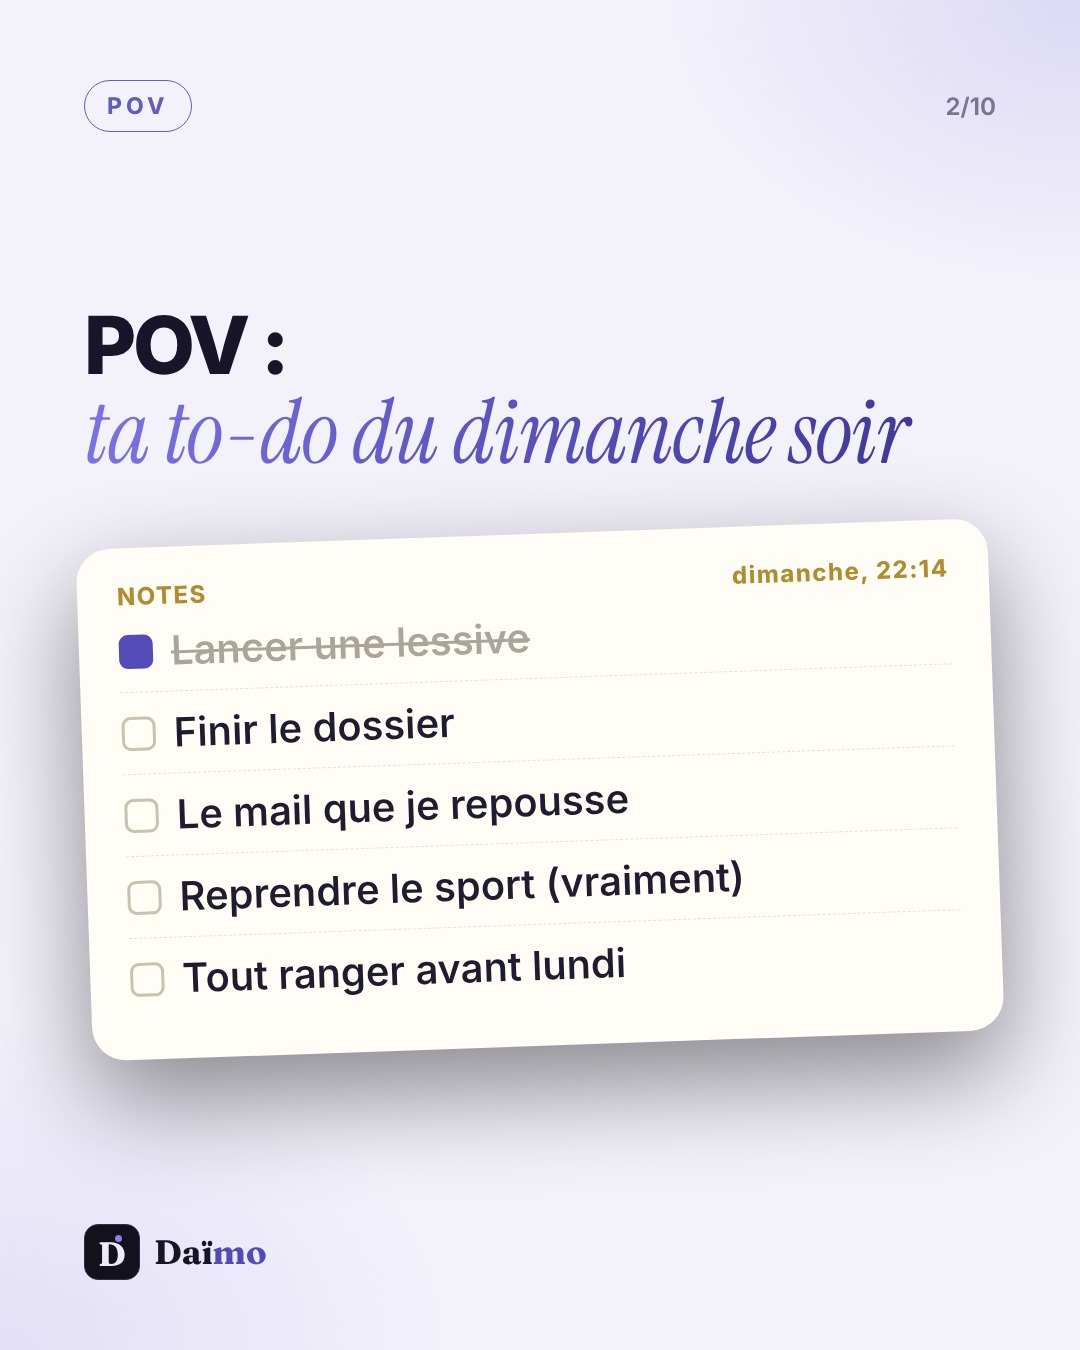 POV
2/10
POV :
ta to-do du dimanche soir
NOTES
dimanche, 22:14
Lancer une lessive
Finir le dossier
Le mail que je repousse
Reprendre le sport (vraiment)
Tout ranger avant lundi
D
Daïmo